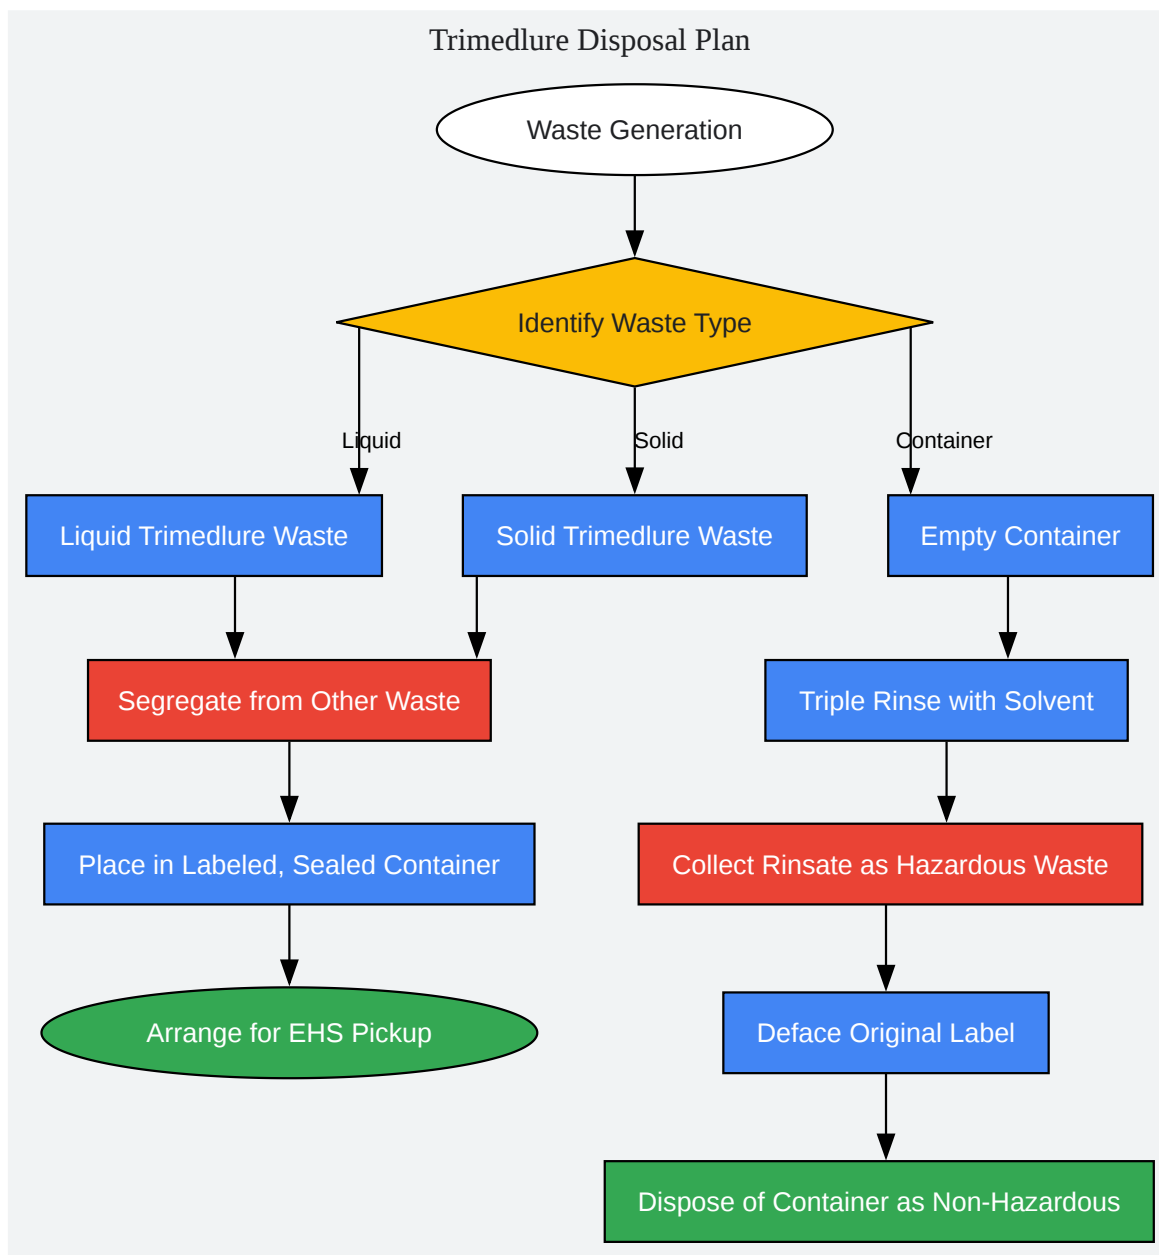 Trimedlure Disposal Plan
Waste Generation
Identify Waste Type
Liquid
Solid
Container
Liquid Trimedlure Waste
Solid Trimedlure Waste
Empty Container
Segregate from Other Waste
Triple Rinse with Solvent
Place in Labeled, Sealed Container
Collect Rinsate as Hazardous Waste
Arrange for EHS Pickup
Deface Original Label
Dispose of Container as Non-Hazardous